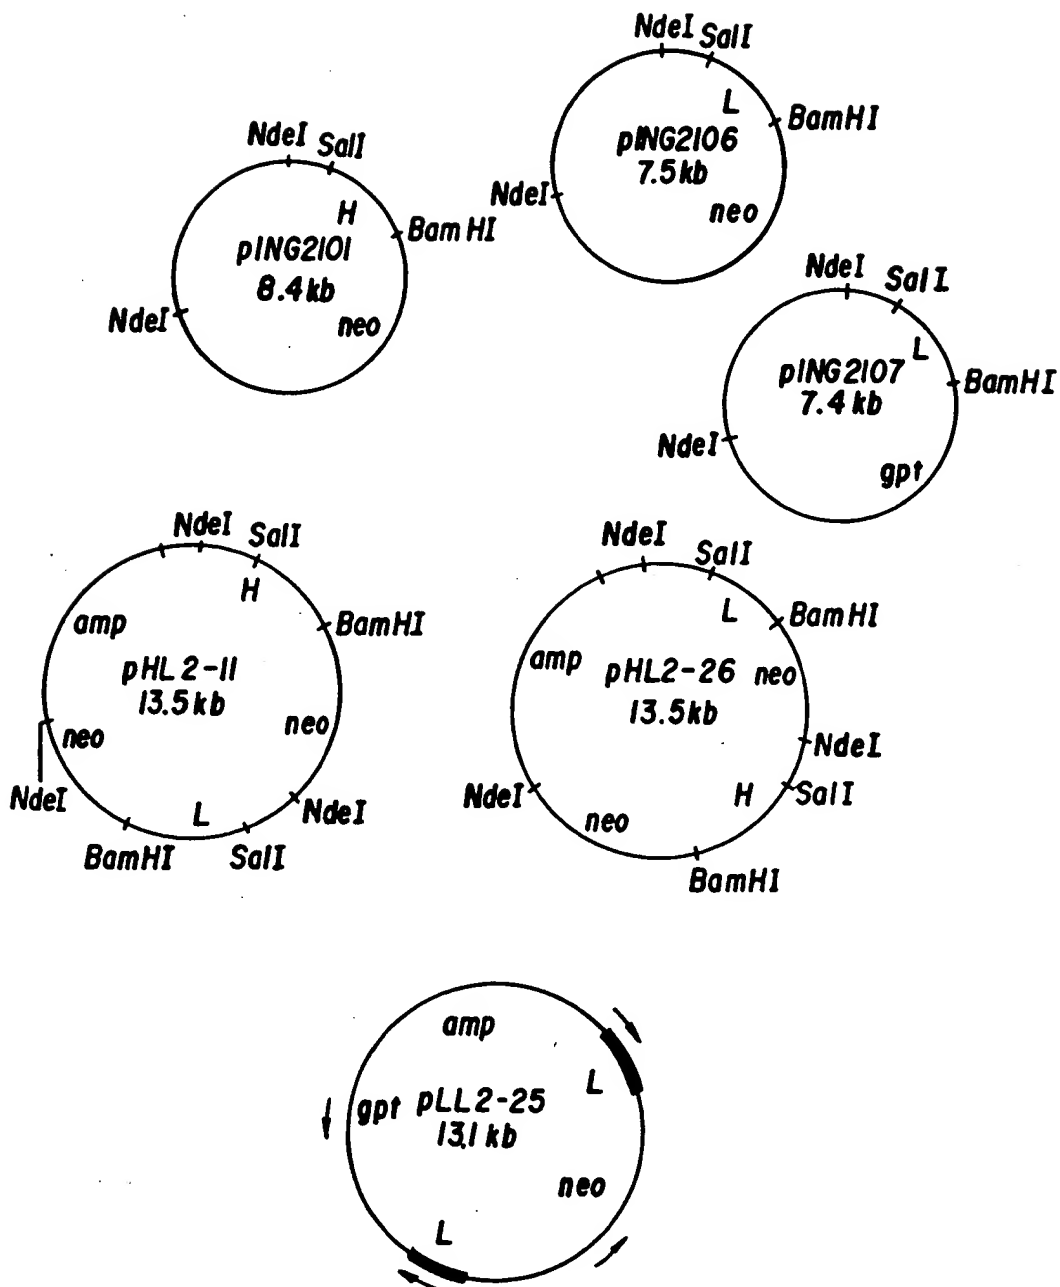 NdeI SalI
L
BamHI
pING2106
7.5kb
NdeI
neo
NdeI SalI
H
BamHI
pING2101
8.4kb
NdeI
neo
NdeI SalI
L
BamHI
pING2107
7.4kb
NdeI
gpt
NdeI SalI
H
BamHI
amp
pHL2-11
13.5kb
neo
neo
NdeI
NdeI
L
BamHI
SalI
NdeI SalI
L
BamHI
amp
pHL2-26
13.5kb
neo
NdeI
NdeI
H
SalI
neo
BamHI
amp
L
gpt
pLL2-25
13.1kb
neo
L